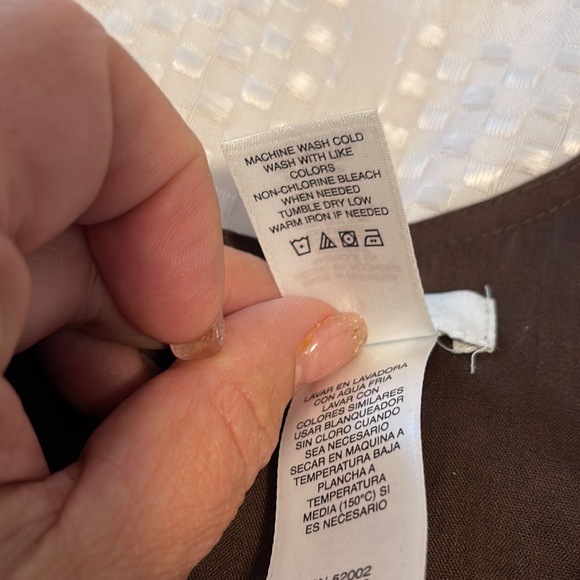 MACHINE WASH COLD
WASH WITH LIKE
COLORS
NON-CHLORINE BLEACH
WHEN NEEDED
TUMBLE DRY LOW
WARM IRON IF NEEDED
LAVAR EN LAVADORA
CON AGUA FRIA
LAVAR CON
COLORES SIMILARES
USAR BLANQUEADOR
SIN CLORO CUANDO
SEA NECESARIO
SECAR EN MAQUINA A
TEMPERATURA BAJA
PLANCHA A
TEMPERATURA
MEDIA (150°C) SI
ES NECESARIO
52002